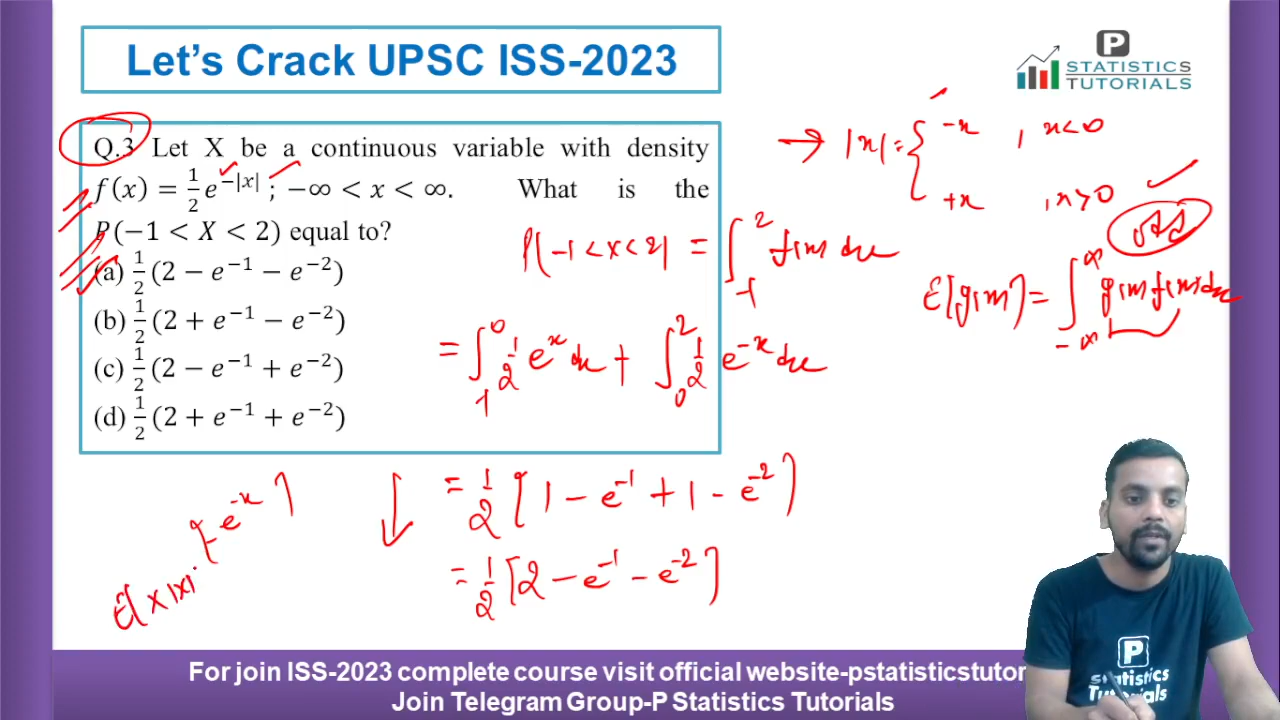 Let's Crack UPSC ISS-2023
P
STATISTICS
TUTORIALS
Q.3 Let X be a continuous variable with density
f(x) = 1/2 e^{-|x|} ; −∞ < x < ∞. What is the
P(−1 < X < 2) equal to?
(a) 1/2 (2 − e^{-1} − e^{-2})
(b) 1/2 (2 + e^{-1} − e^{-2})
(c) 1/2 (2 − e^{-1} + e^{-2})
(d) 1/2 (2 + e^{-1} + e^{-2})
→ |x| = { -x , x<0
+x , x>0
P(-1<x<2) = ∫_{-1}^{2} f(x) dx
= ∫_{-1}^{0} 1/2 e^{x} dx + ∫_{0}^{2} 1/2 e^{-x} dx
= 1/2 [1 - e^{-1} + 1 - e^{-2}]
= 1/2 [2 - e^{-1} - e^{-2}]
E[g(x)] = ∫_{-∞}^{∞} g(x) f(x) dx
[-e^{-x}]
E[x|x|]
P
Statistics
Tutorials
For join ISS-2023 complete course visit official website-pstatisticstutor
Join Telegram Group-P Statistics Tutorials